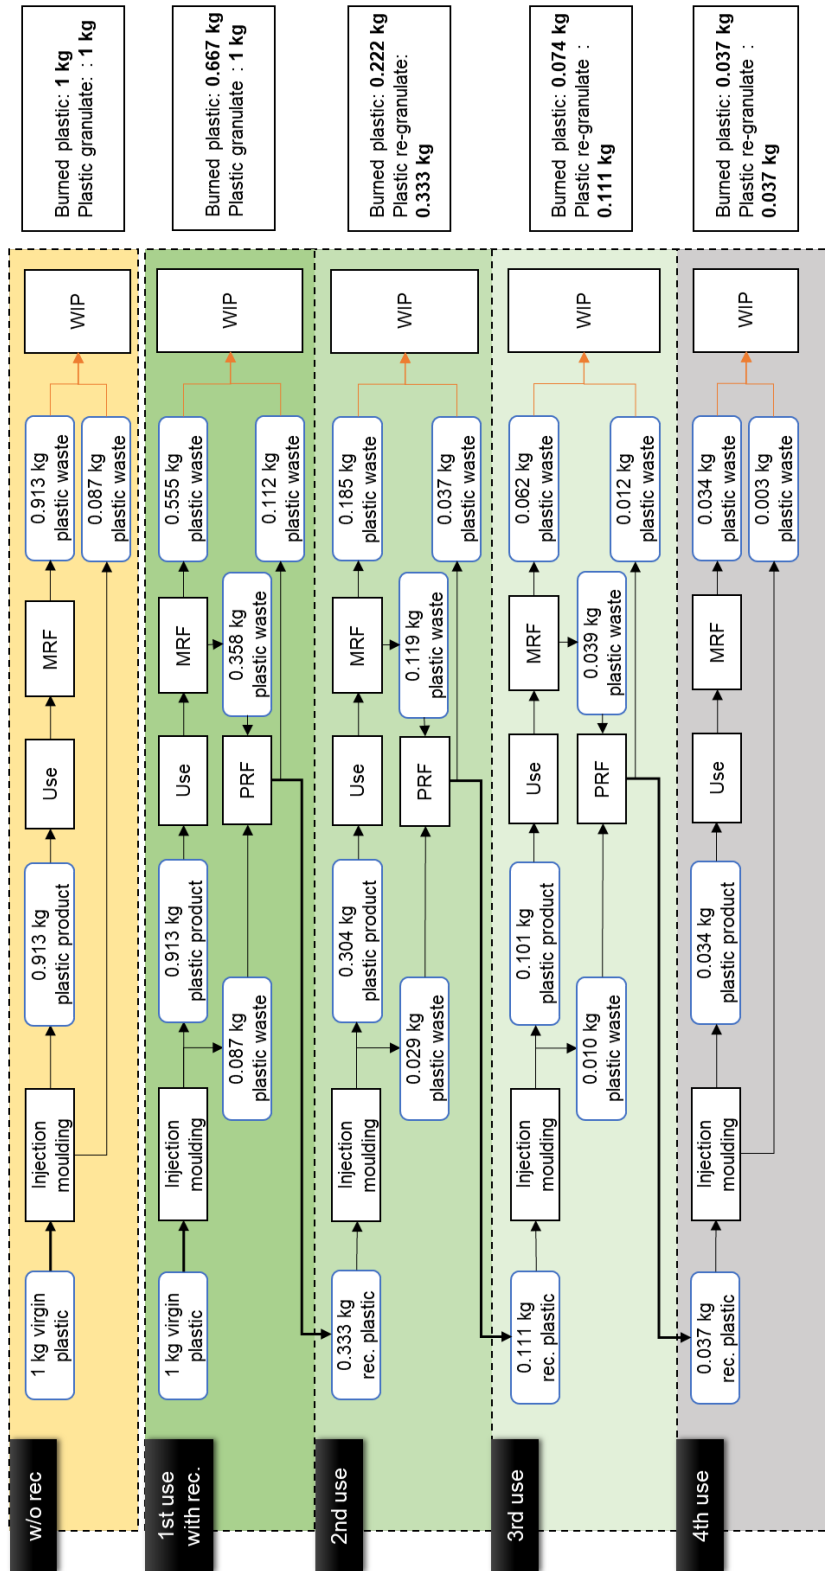 w/o rec
1 kg virgin
plastic
Injection
moulding
0.913 kg
plastic product
Use
MRF
0.913 kg
plastic waste
0.087 kg
plastic waste
WIP
Burned plastic: 1 kg
Plastic granulate: : 1 kg
1st use
with rec.
1 kg virgin
plastic
Injection
moulding
0.087 kg
plastic waste
0.913 kg
plastic product
Use
PRF
MRF
0.358 kg
plastic waste
0.555 kg
plastic waste
0.112 kg
plastic waste
WIP
Burned plastic: 0.667 kg
Plastic granulate : 1 kg
2nd use
0.333 kg
rec. plastic
Injection
moulding
0.029 kg
plastic waste
0.304 kg
plastic product
Use
PRF
MRF
0.119 kg
plastic waste
0.185 kg
plastic waste
0.037 kg
plastic waste
WIP
Burned plastic: 0.222 kg
Plastic re-granulate:
0.333 kg
3rd use
0.111 kg
rec. plastic
Injection
moulding
0.010 kg
plastic waste
0.101 kg
plastic product
Use
PRF
MRF
0.039 kg
plastic waste
0.062 kg
plastic waste
0.012 kg
plastic waste
WIP
Burned plastic: 0.074 kg
Plastic re-granulate :
0.111 kg
4th use
0.037 kg
rec. plastic
Injection
moulding
0.034 kg
plastic product
Use
MRF
0.034 kg
plastic waste
0.003 kg
plastic waste
WIP
Burned plastic: 0.037 kg
Plastic re-granulate :
0.037 kg